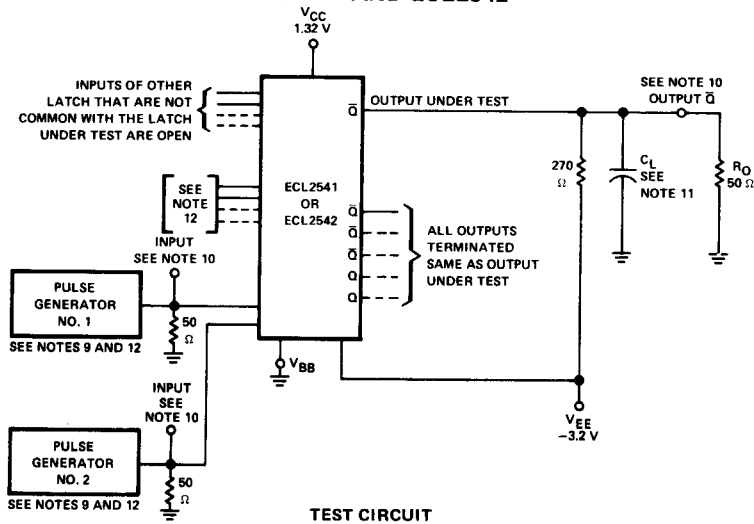 VCC
1.32 V
INPUTS OF OTHER
LATCH THAT ARE NOT
COMMON WITH THE LATCH
UNDER TEST ARE OPEN
Q̅
OUTPUT UNDER TEST
SEE NOTE 10
OUTPUT Q̅
270
Ω
CL
SEE
NOTE 11
RO
50 Ω
SEE
NOTE
12
ECL2541
OR
ECL2542
Q̅
Q̅
Q̅
Q
Q
ALL OUTPUTS
TERMINATED
SAME AS OUTPUT
UNDER TEST
INPUT
SEE NOTE 10
PULSE
GENERATOR
NO. 1
50
Ω
SEE NOTES 9 AND 12
VBB
INPUT
SEE
NOTE 10
VEE
−3.2 V
PULSE
GENERATOR
NO. 2
50
Ω
SEE NOTES 9 AND 12
TEST CIRCUIT